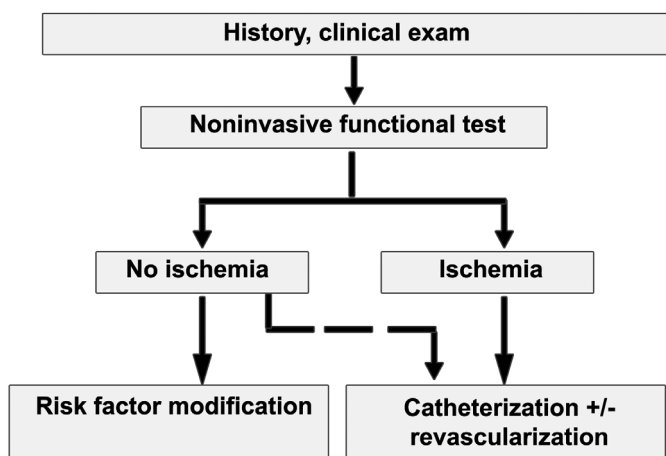 History, clinical exam
Noninvasive functional test
No ischemia
Ischemia
Risk factor modification
Catheterization +/-
revascularization